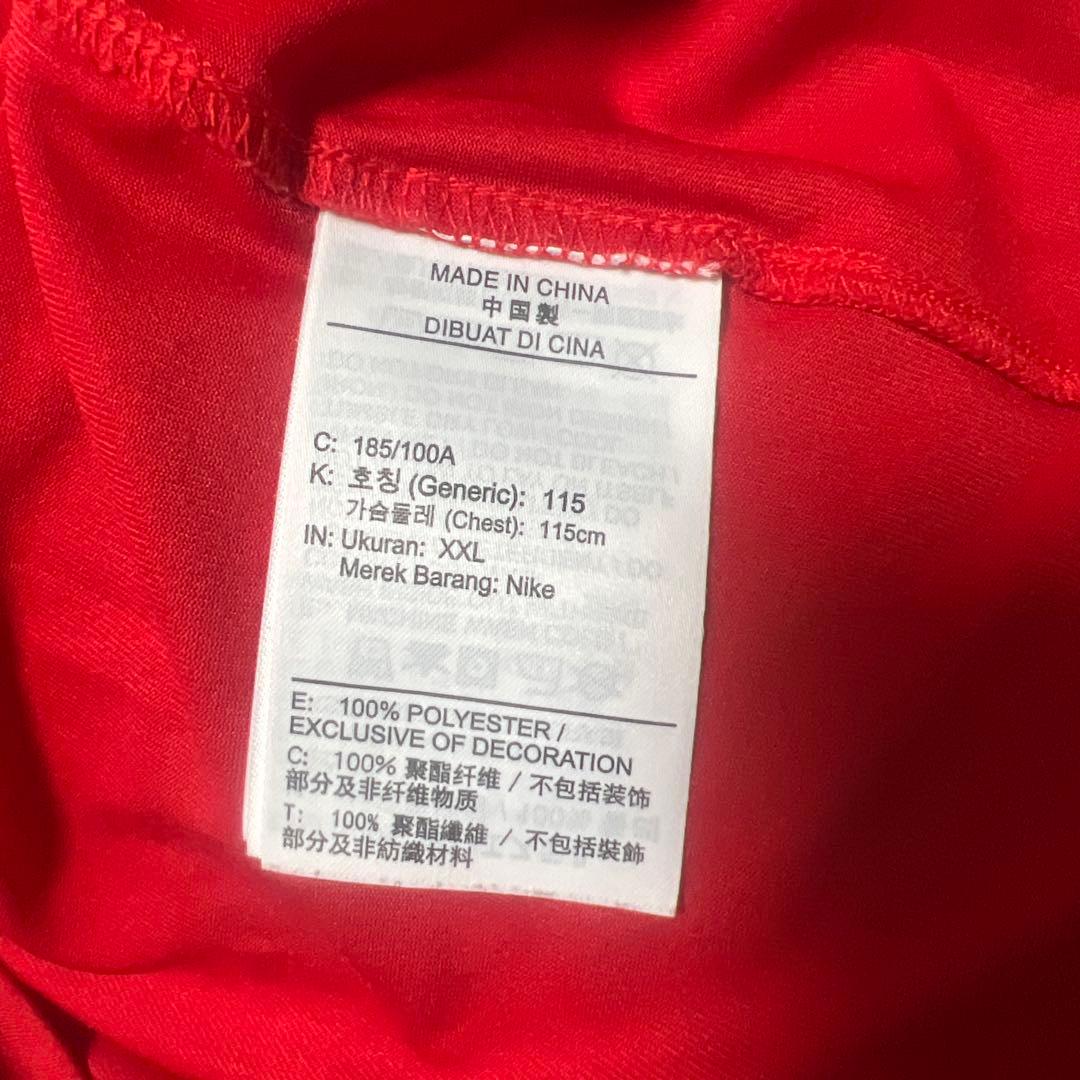 MADE IN CHINA
中国製
DIBUAT DI CINA
C: 185/100A
K: 호칭 (Generic): 115
가슴둘레 (Chest): 115cm
IN: Ukuran: XXL
Merek Barang: Nike
E: 100% POLYESTER /
EXCLUSIVE OF DECORATION
C: 100% 聚酯纤维 / 不包括装饰
部分及非纤维物质
T: 100% 聚酯纖維 / 不包括裝飾
部分及非紡織材料